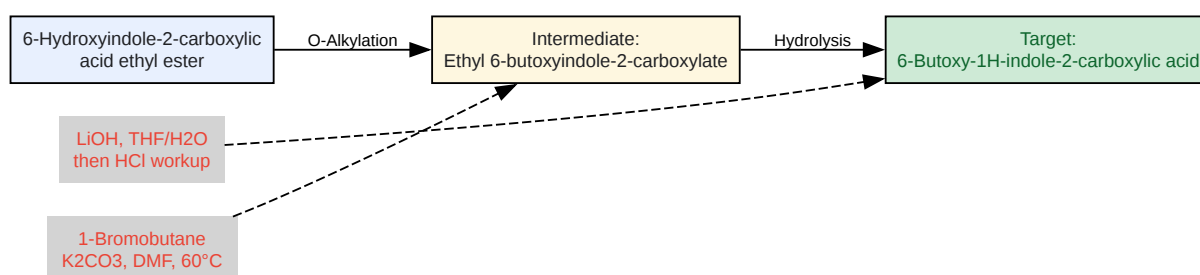 6-Hydroxyindole-2-carboxylic
acid ethyl ester
O-Alkylation
Intermediate:
Ethyl 6-butoxyindole-2-carboxylate
Hydrolysis
Target:
6-Butoxy-1H-indole-2-carboxylic acid
LiOH, THF/H2O
then HCl workup
1-Bromobutane
K2CO3, DMF, 60°C